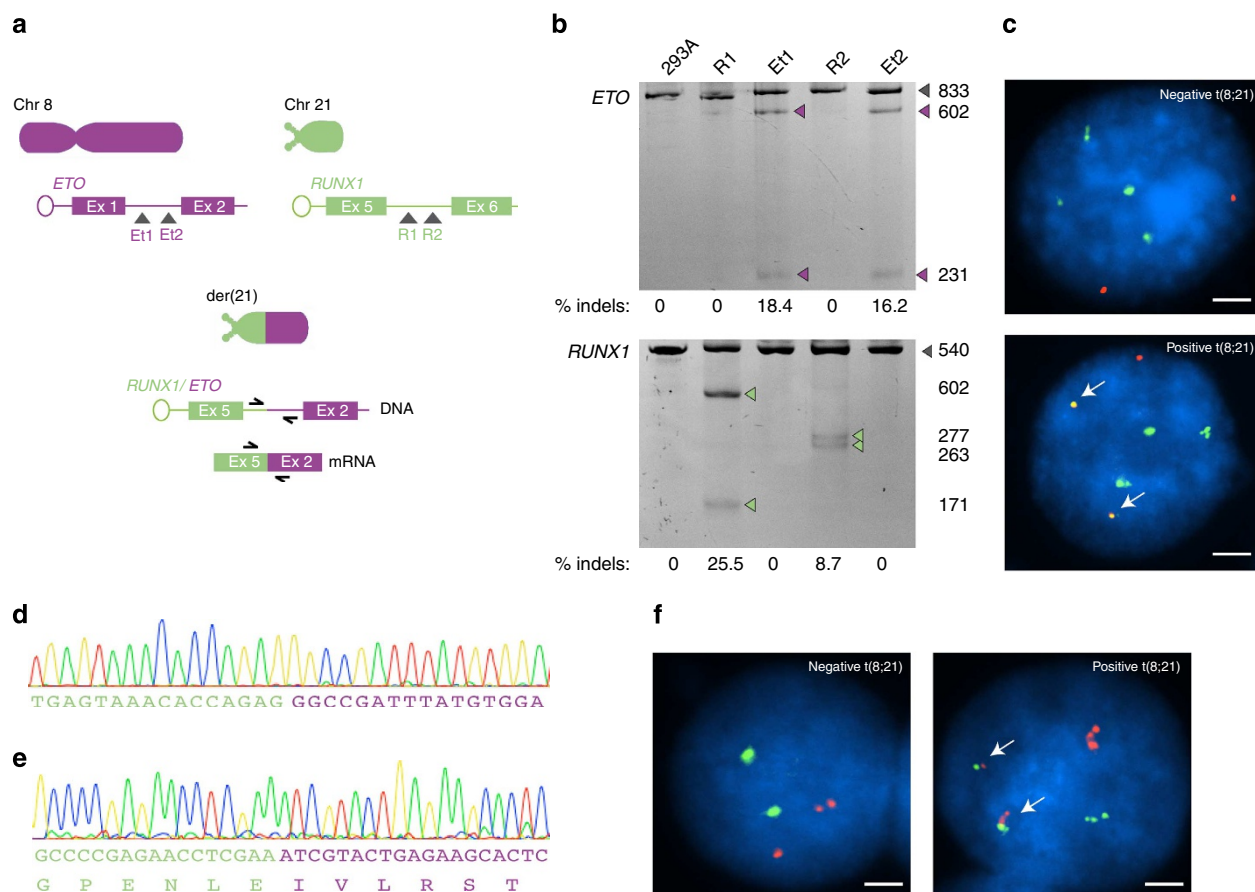 a
Chr 8
Chr 21
ETO
Ex 1
Ex 2
Et1
Et2
RUNX1
Ex 5
Ex 6
R1
R2
der(21)
RUNX1/ ETO
Ex 5
Ex 2
DNA
Ex 5
Ex 2
mRNA
b
293A
R1
Et1
R2
Et2
ETO
833
602
231
% indels: 0 0 18.4 0 16.2
RUNX1
540
602
277
263
171
% indels: 0 25.5 0 8.7 0
c
Negative t(8;21)
Positive t(8;21)
d
TGAGTAAACACCAGAG GGCCGATTTATGTGGA
e
GCCCCGAGAACCTCGAAATCGTACTGAGAAGCACTC
G P E N L E I V L R S T
f
Negative t(8;21)
Positive t(8;21)